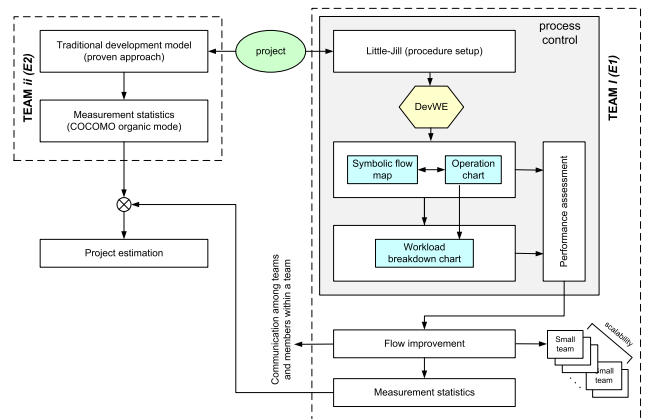 process
control
Traditional development model
(proven approach)
project
Little-Jill (procedure setup)
TEAM ii (E2)
TEAM I (E1)
DevWE
Measurement statistics
(COCOMO organic mode)
Symbolic flow
map
Operation
chart
Performance assessment
Project estimation
Workload
breakdown chart
Communication among teams
and members within a team
Flow improvement
Small
team
scalability
. . .
Small
team
Measurement statistics